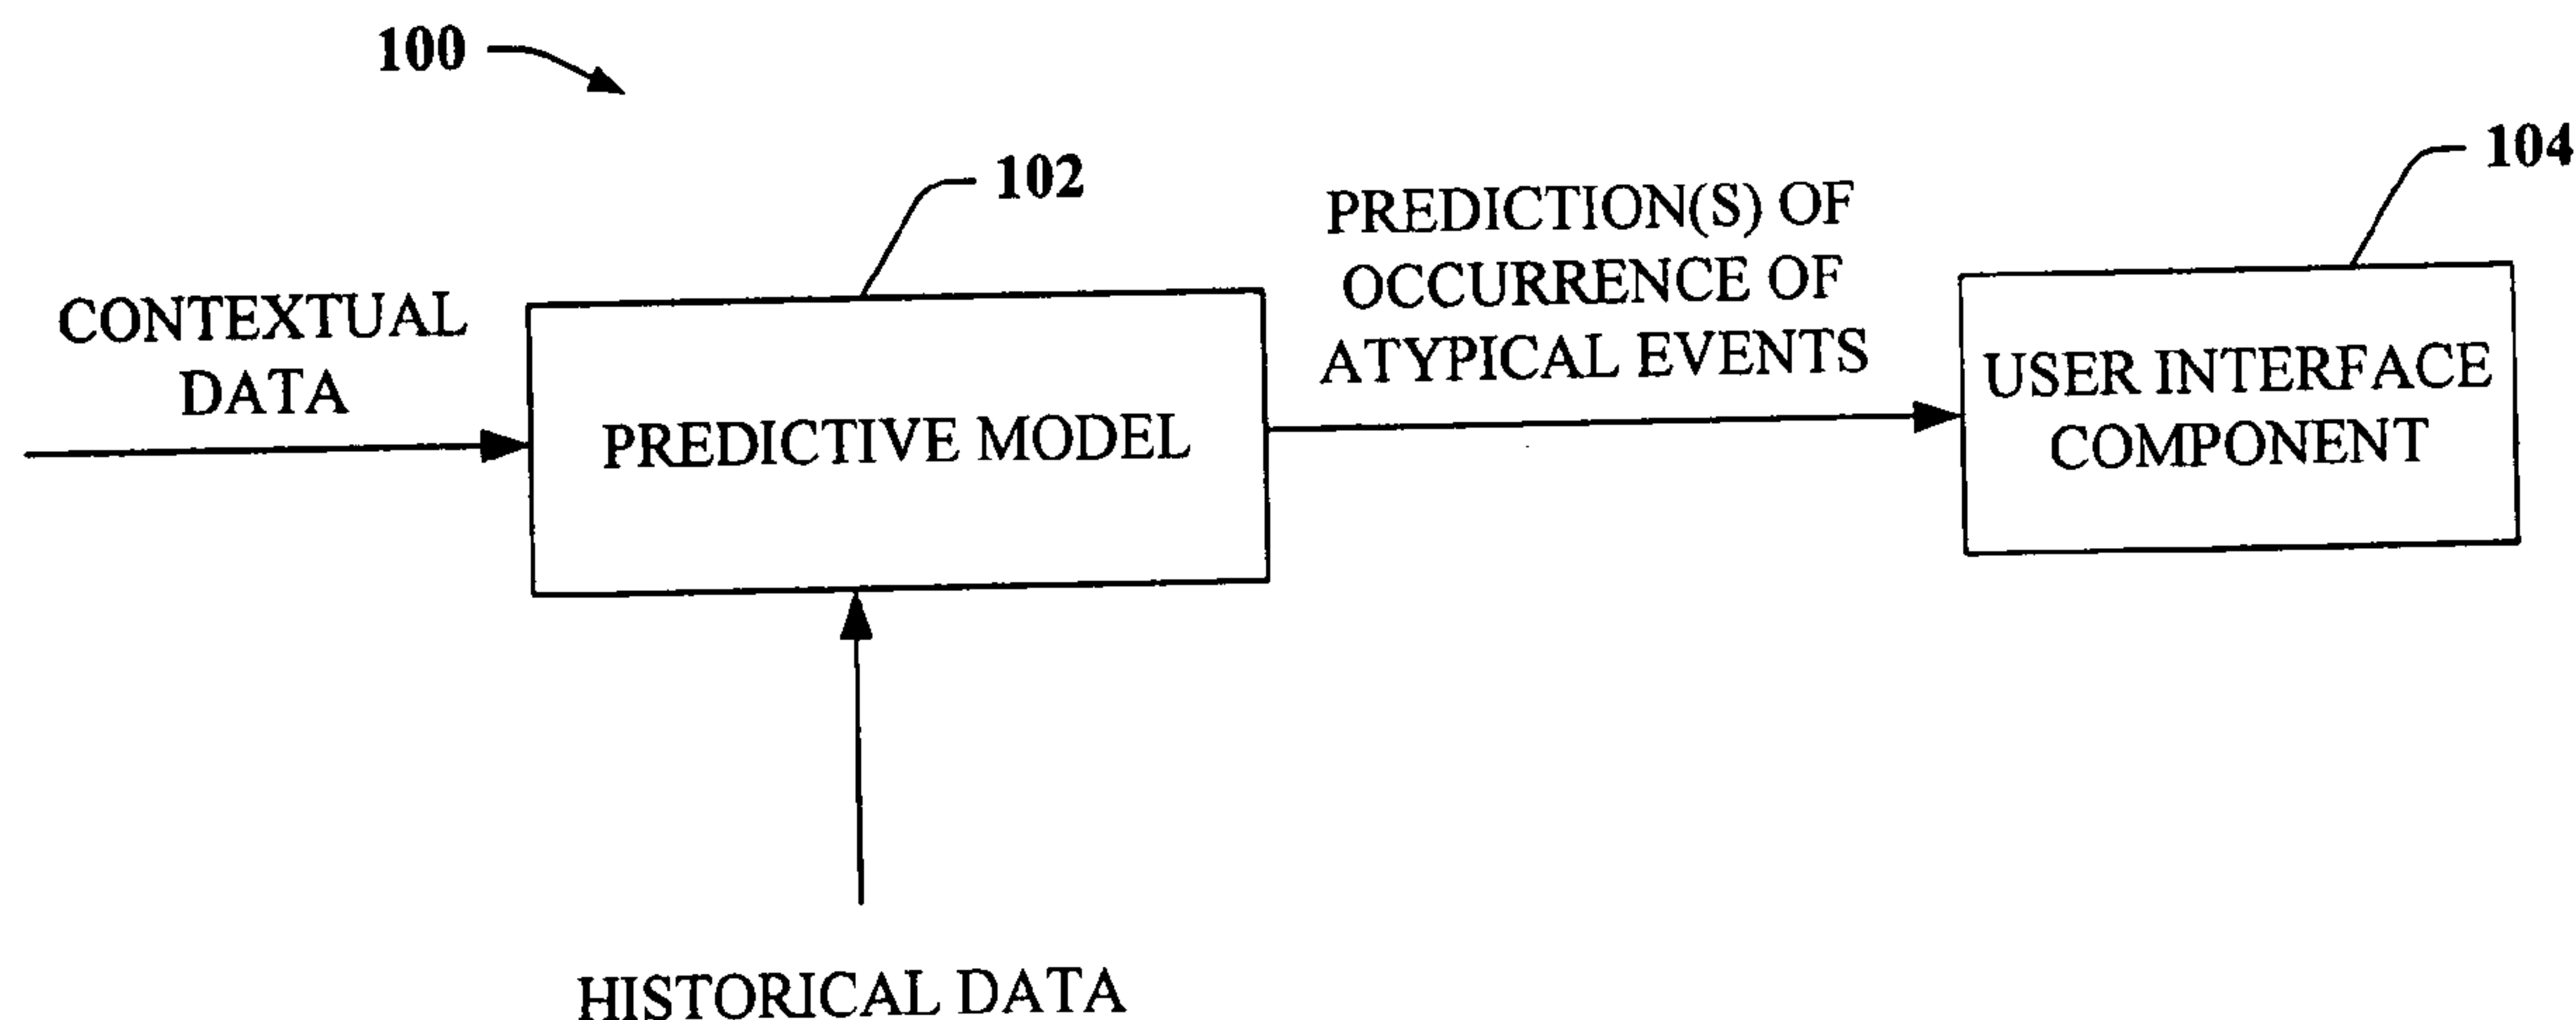 100
102
104
CONTEXTUAL
DATA
PREDICTIVE MODEL
PREDICTION(S) OF
OCCURRENCE OF
ATYPICAL EVENTS
USER INTERFACE
COMPONENT
HISTORICAL DATA